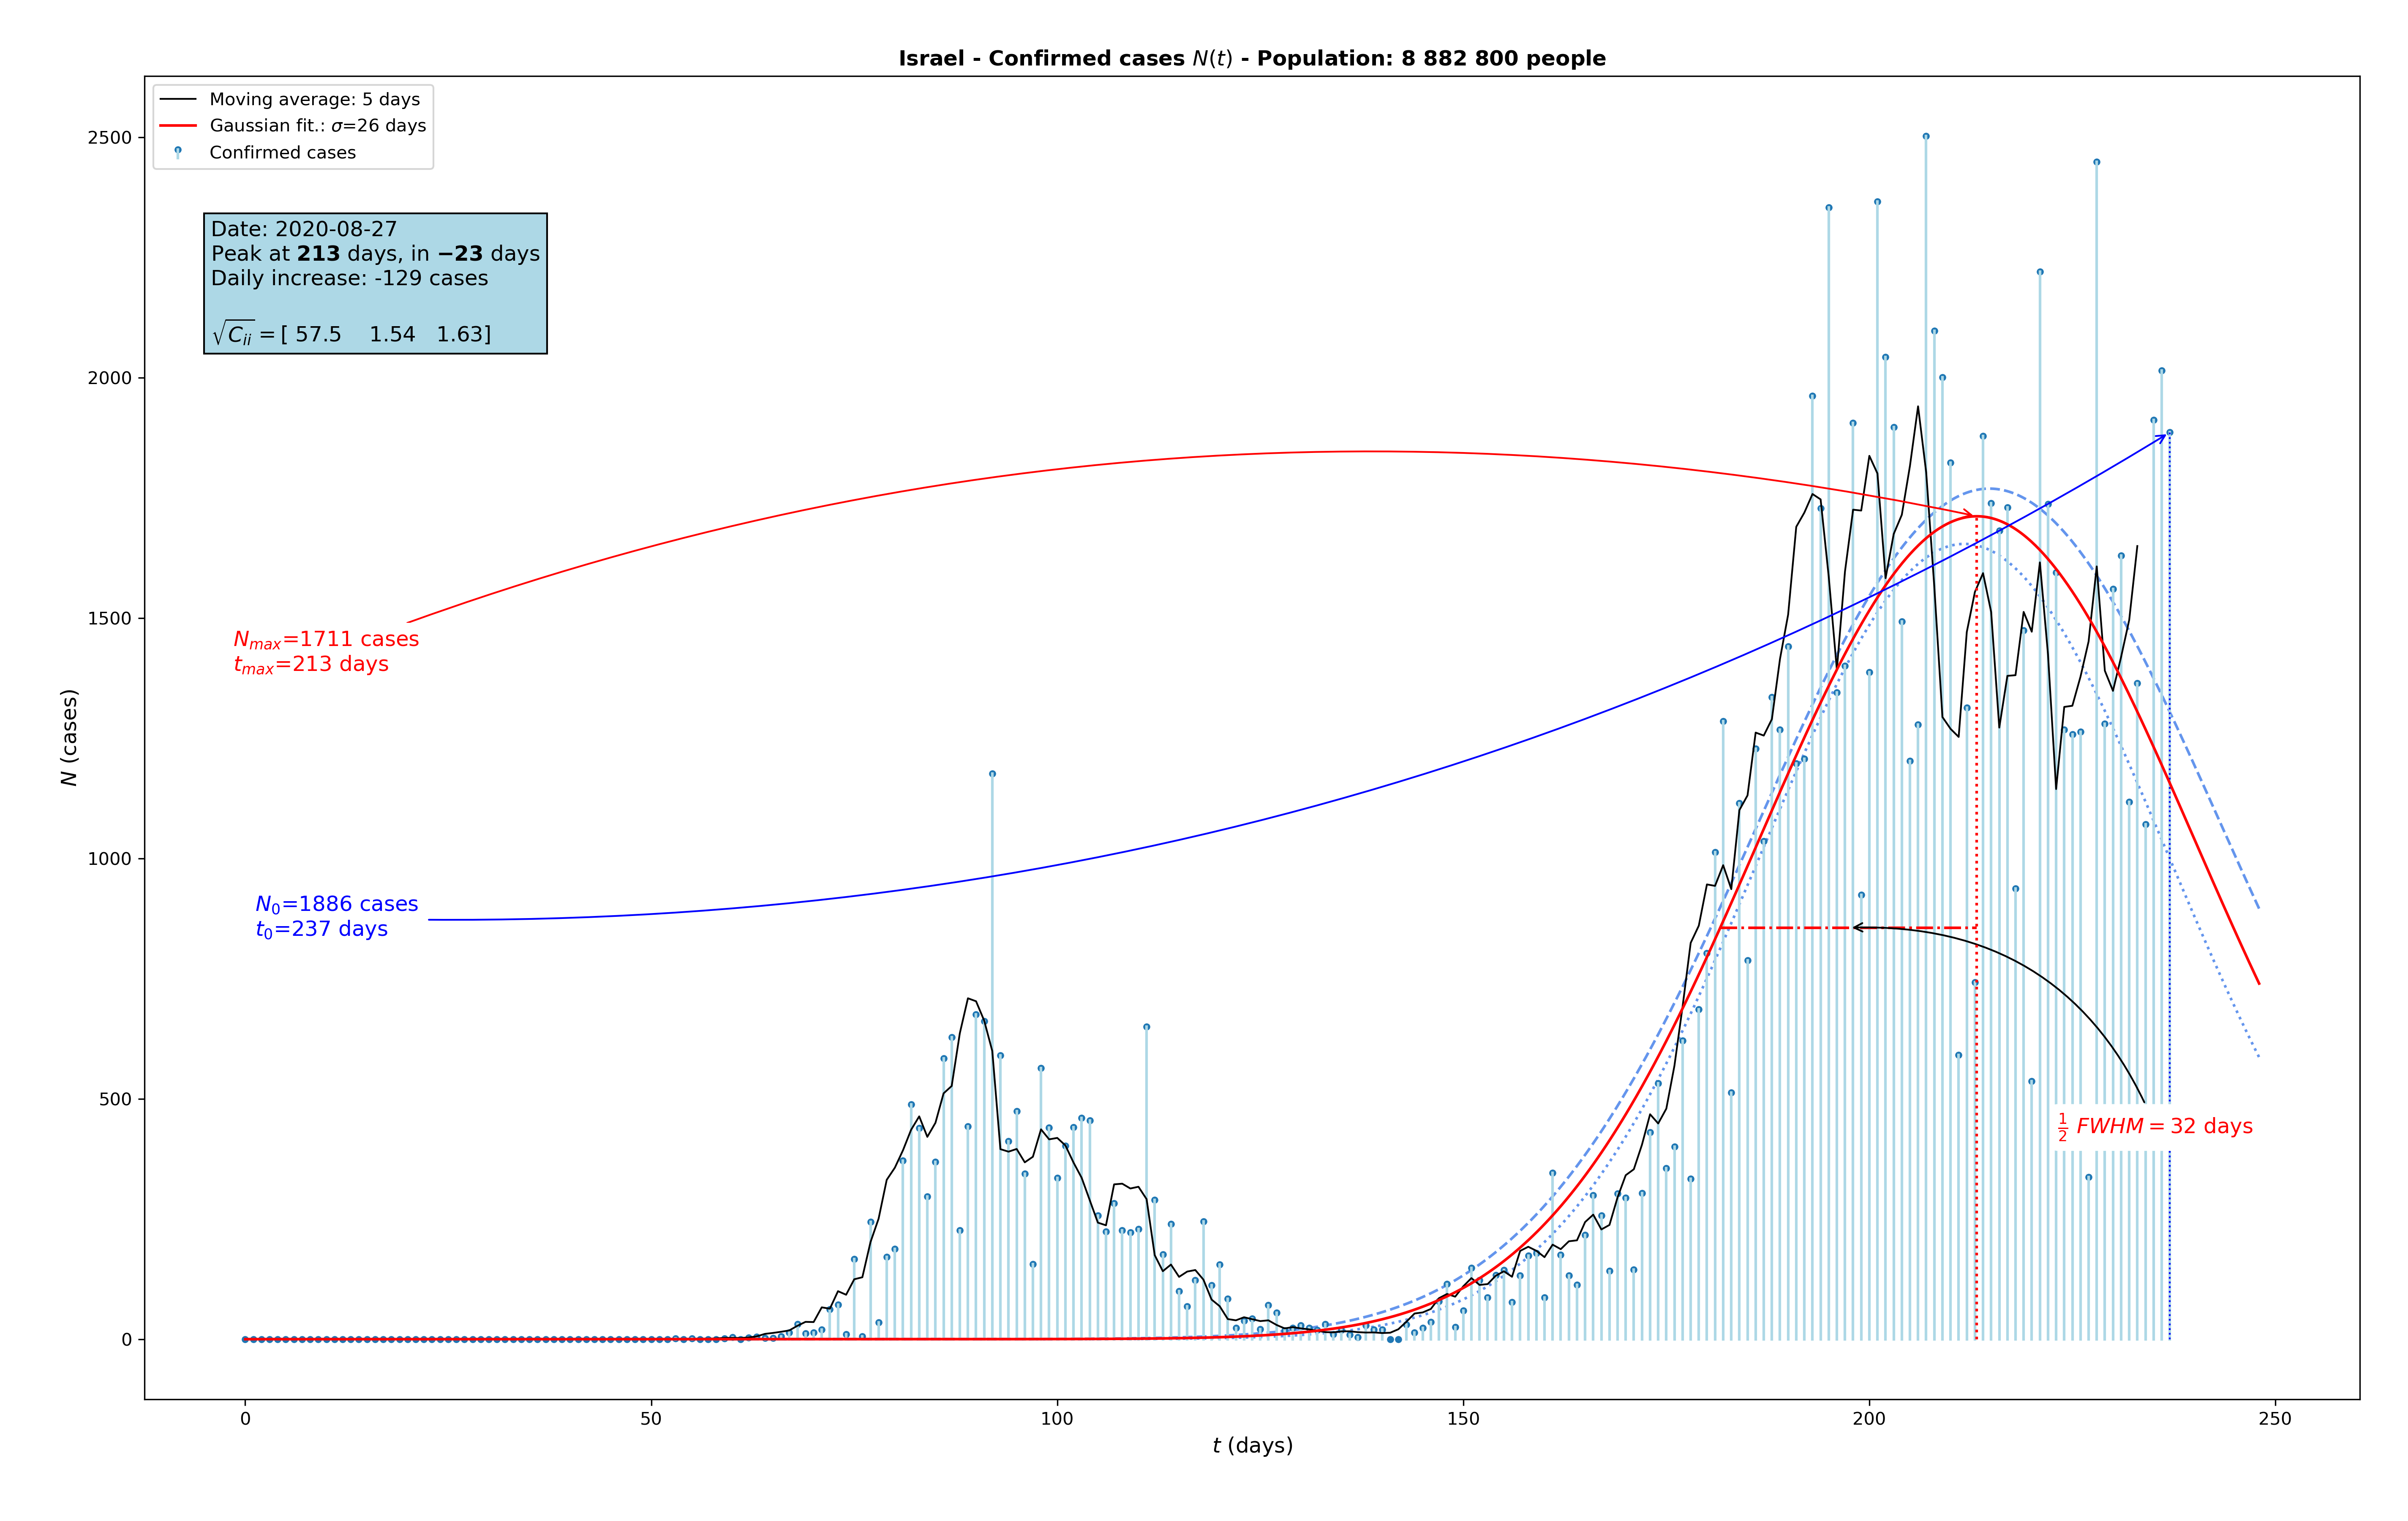 Israel - Confirmed cases N(t) - Population: 8 882 800 people
Moving average: 5 days
Gaussian fit.: σ=26 days
Confirmed cases
Date: 2020-08-27
Peak at 213 days, in −23 days
Daily increase: -129 cases
√Cᵢᵢ = [ 57.5 1.54 1.63]
N_max=1711 cases
t_max=213 days
N₀=1886 cases
t₀=237 days
½ FWHM = 32 days
N (cases)
2500
2000
1500
1000
500
0
0 50 100 150 200 250
t (days)